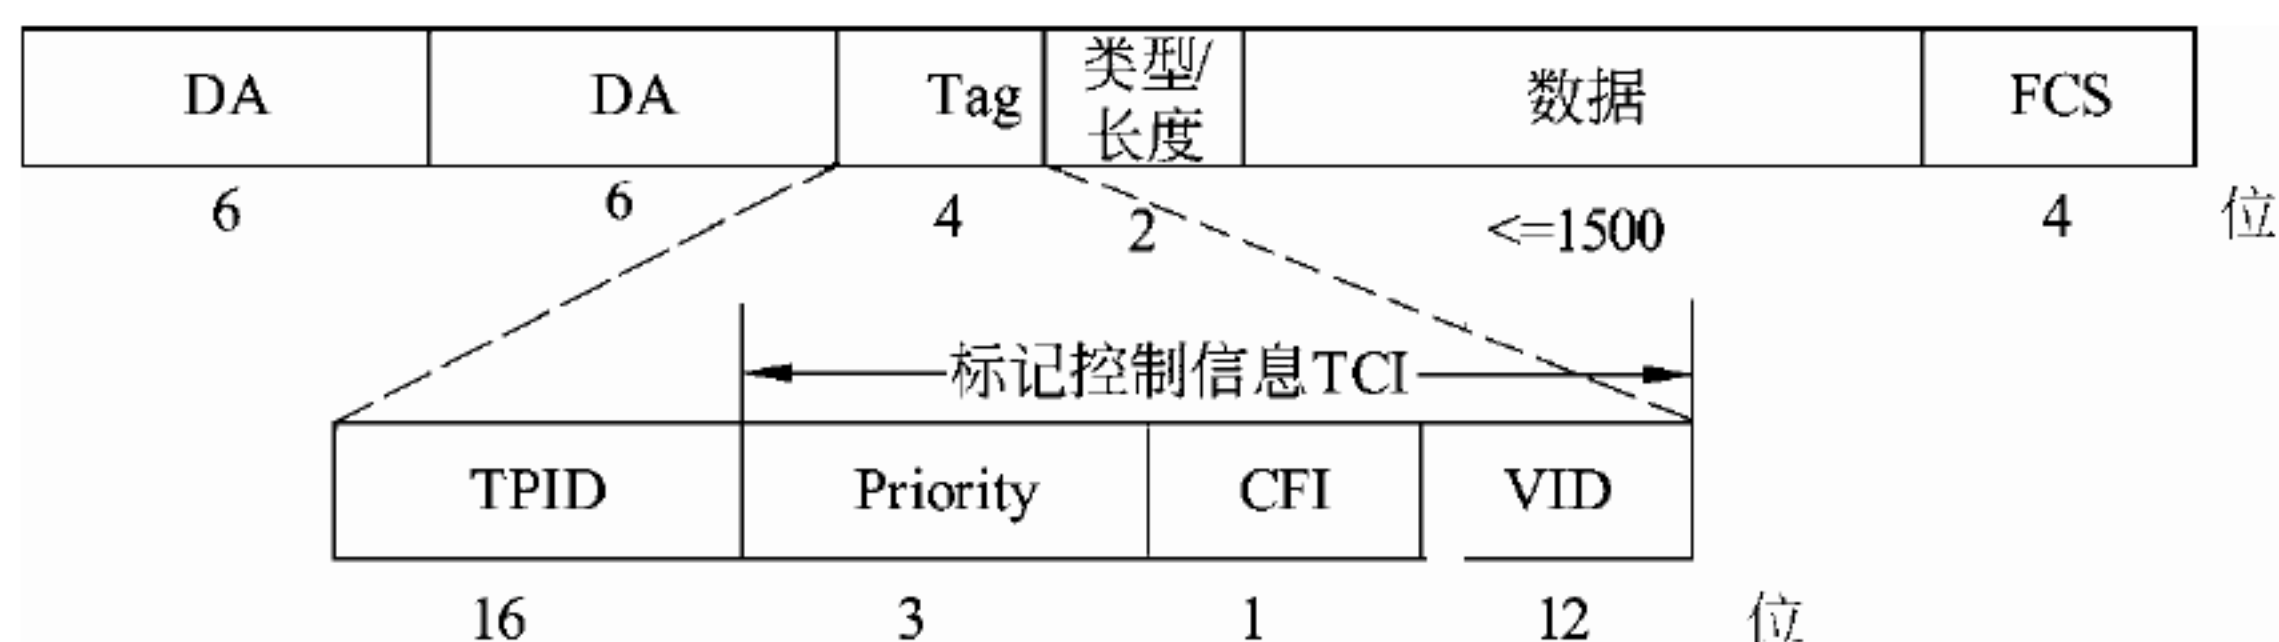 DA DA Tag 类型/ 数据 FCS
长度
6 6 4 2 <=1500 4 位
标记控制信息TCI
TPID Priority CFI VID
16 3 1 12 位